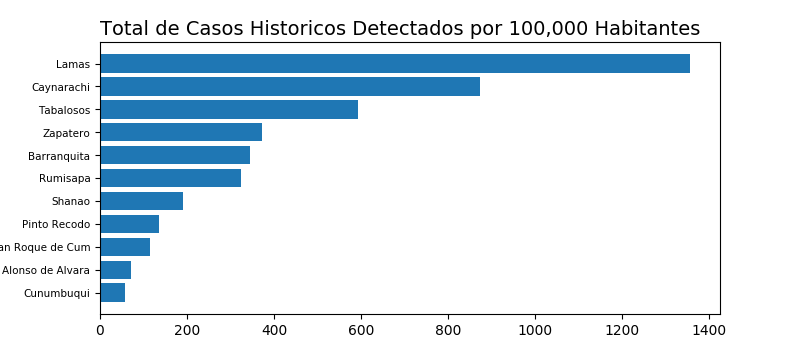 Total de Casos Historicos Detectados por 100,000 Habitantes
Lamas
Caynarachi
Tabalosos
Zapatero
Barranquita
Rumisapa
Shanao
Pinto Recodo
an Roque de Cum
Alonso de Alvara
Cunumbuqui
0 200 400 600 800 1000 1200 1400